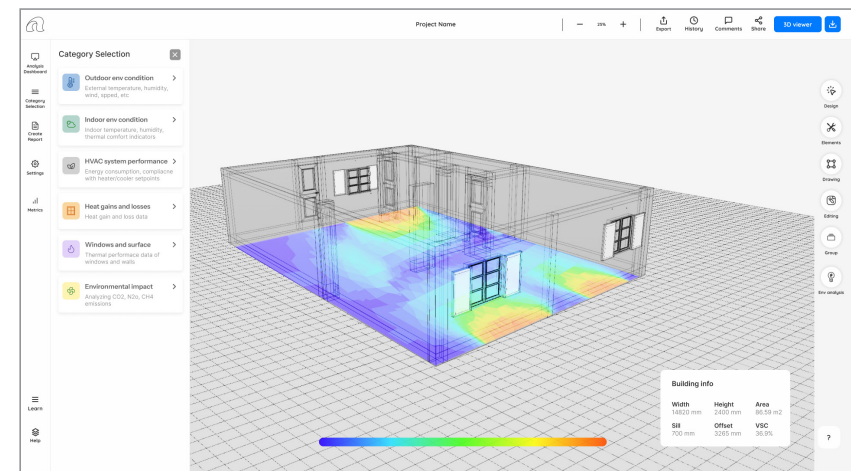 Project Name
20%
Export
History
Comments
Share
3D viewer
Analysis
Dashboard
Category
Selection
Create
Report
Settings
Metrics
Learn
Help
Category Selection
Outdoor env condition
External temperature, humidity,
wind, spped, etc
Indoor env condition
Indoor temperature, humidity,
thermal comfort indicators
HVAC system performance
Energy consumption, compliacne
with heater/cooler setpoints
Heat gains and losses
Heat gain and loss data
Windows and surface
Thermal performace data of
windows and walls
Environmental impact
Analyzing CO2, N2o, CH4
emissions
Design
Elements
Drawing
Editing
Group
Env analysis
Building info
Width Height Area
14820 mm 2400 mm 86.59 m2
Sill Offset VSC
700 mm 3265 mm 36.9%
?